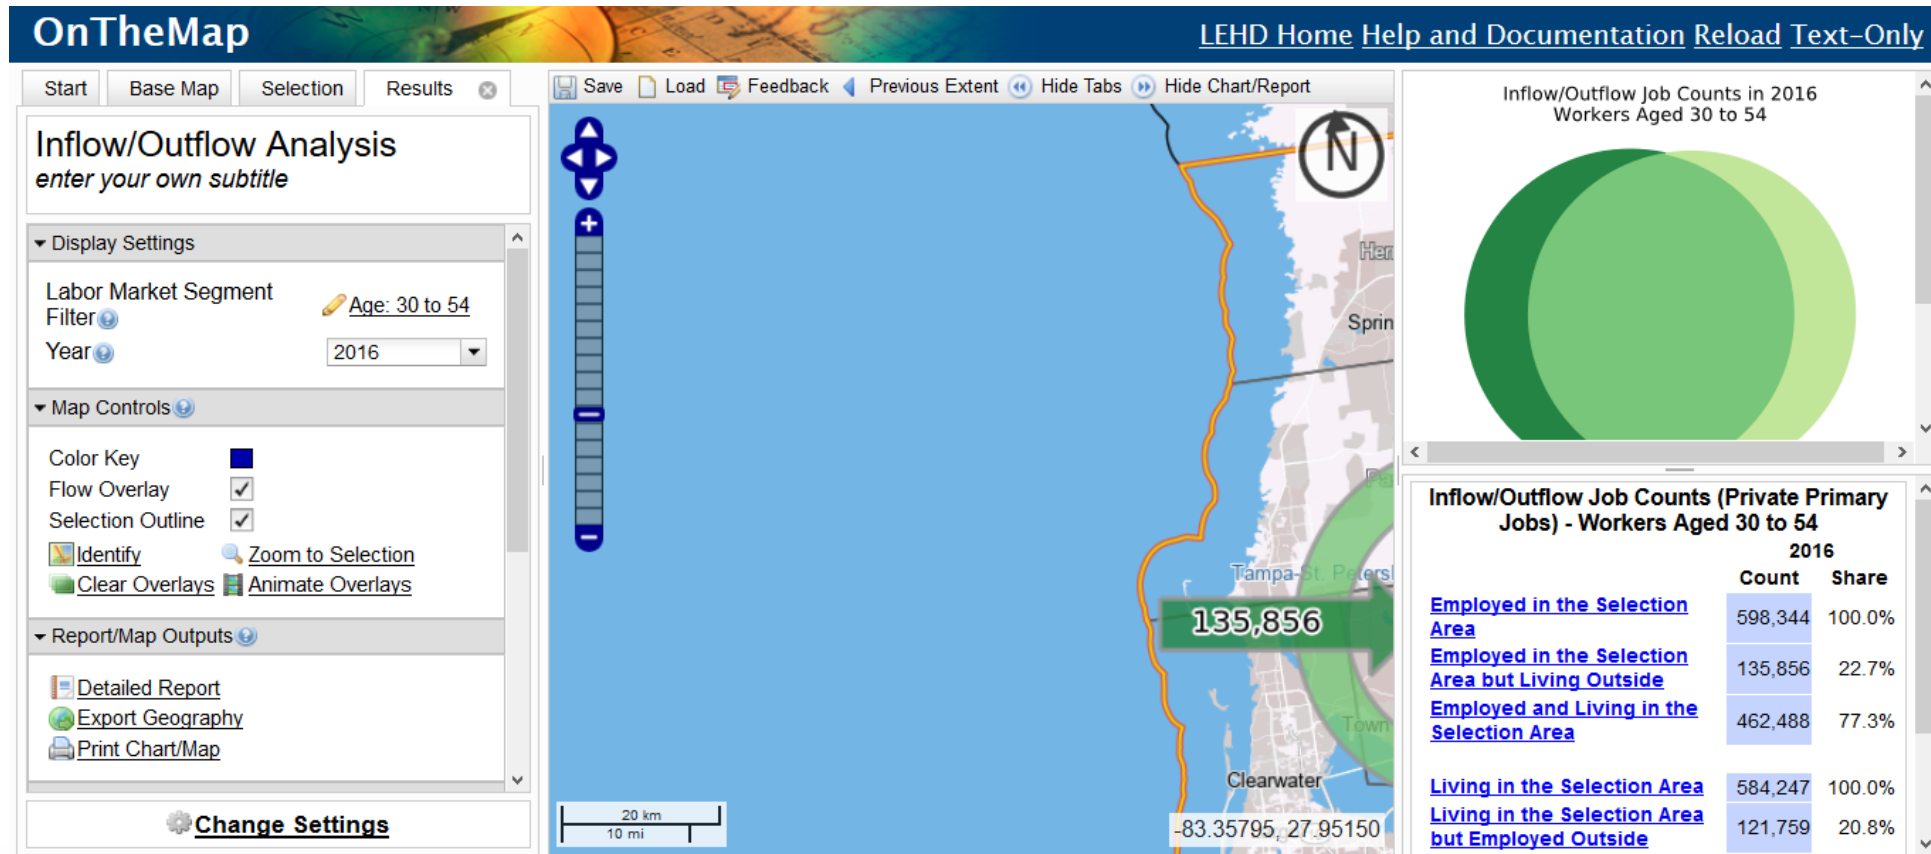 OnTheMap
LEHD Home Help and Documentation Reload Text-Only
Start Base Map Selection Results
Save Load Feedback Previous Extent Hide Tabs Hide Chart/Report
Inflow/Outflow Analysis
enter your own subtitle
Display Settings
Labor Market Segment
Filter
Age: 30 to 54
Year
2016
Map Controls
Color Key
Flow Overlay
Selection Outline
Identify Zoom to Selection
Clear Overlays Animate Overlays
Report/Map Outputs
Detailed Report
Export Geography
Print Chart/Map
Change Settings
N
Hern
Sprin
Tampa-St. Petersb
135,856
Town
Clearwater
20 km
10 mi
-83.35795, 27.95150
Inflow/Outflow Job Counts in 2016
Workers Aged 30 to 54
Inflow/Outflow Job Counts (Private Primary
Jobs) - Workers Aged 30 to 54
2016
Count Share
Employed in the Selection
Area
598,344 100.0%
Employed in the Selection
Area but Living Outside
135,856 22.7%
Employed and Living in the
Selection Area
462,488 77.3%
Living in the Selection Area 584,247 100.0%
Living in the Selection Area
but Employed Outside
121,759 20.8%